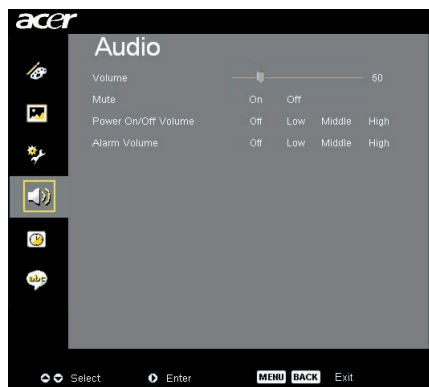 acer
Audio
Volume 50
Mute On Off
Power On/Off Volume Off Low Middle High
Alarm Volume Off Low Middle High
abc
Select Enter MENU BACK Exit